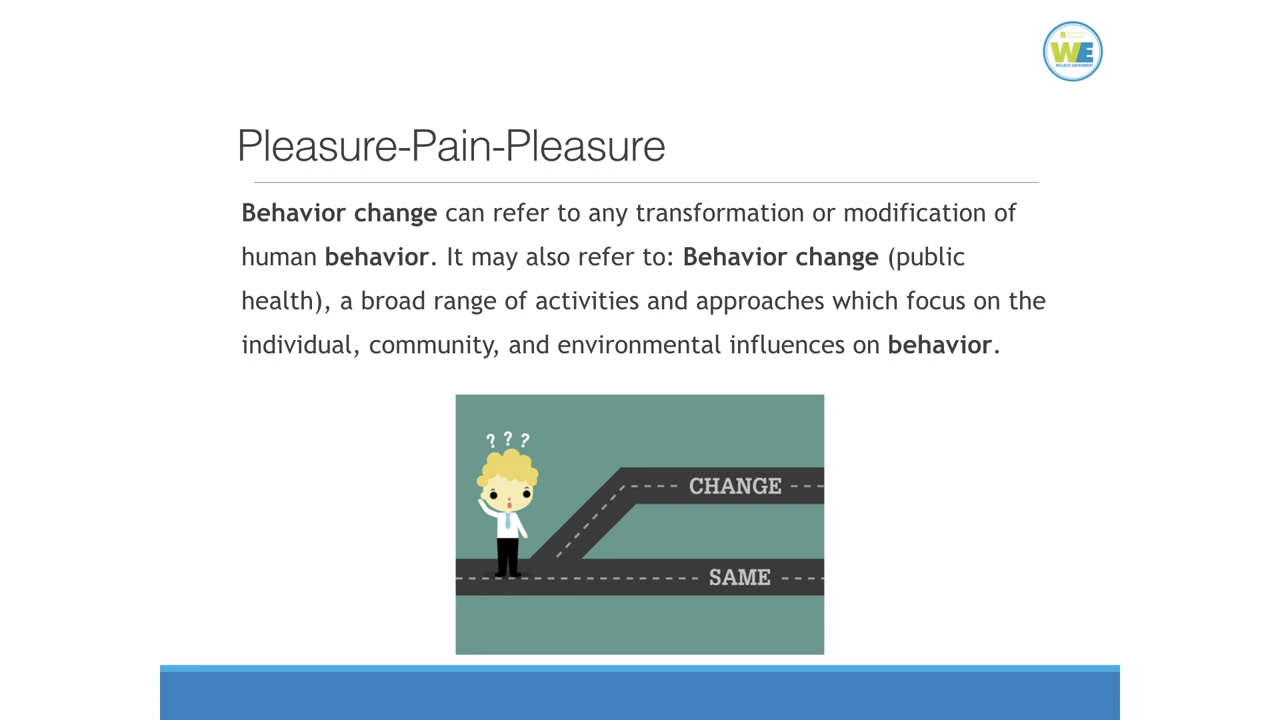 WE
WELLNESS ENVIRONMENT
Pleasure-Pain-Pleasure
Behavior change can refer to any transformation or modification of
human behavior. It may also refer to: Behavior change (public
health), a broad range of activities and approaches which focus on the
individual, community, and environmental influences on behavior.
? ? ?
CHANGE
SAME